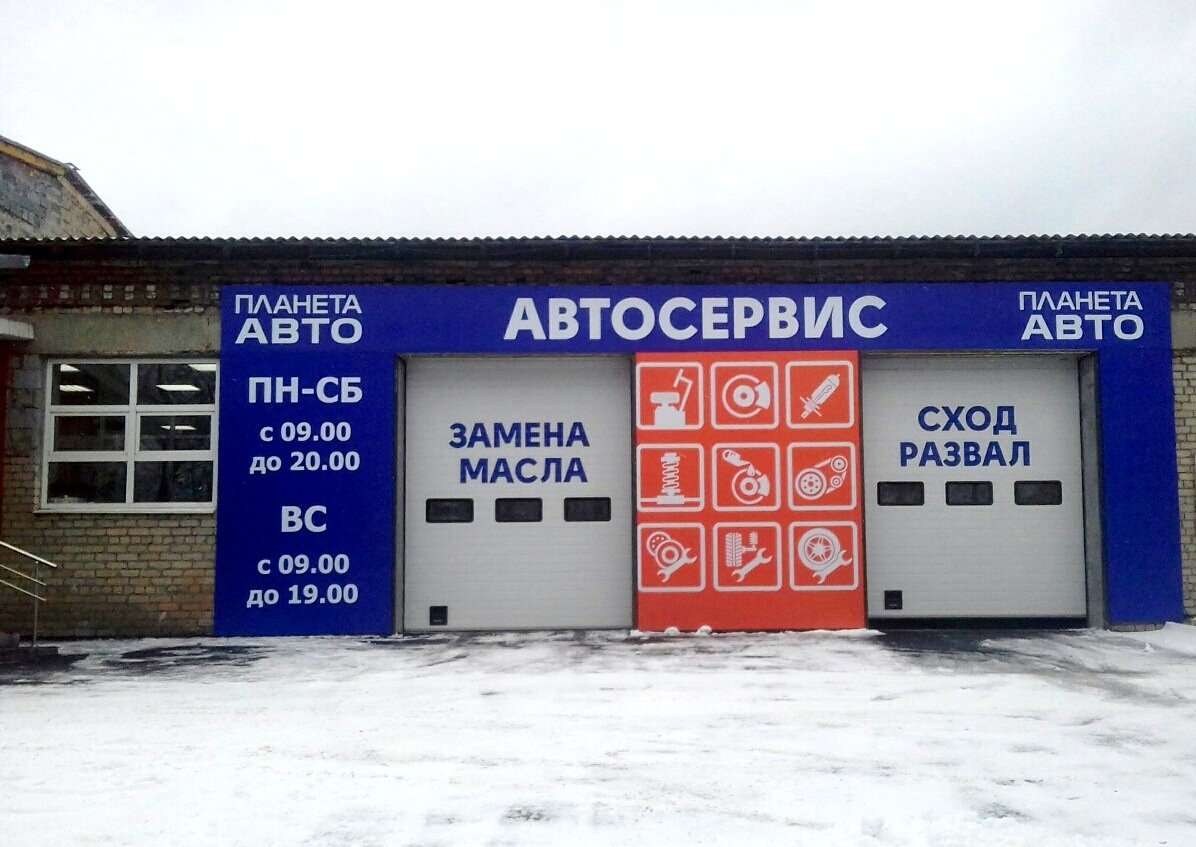 ПЛАНЕТА
АВТО
АВТОСЕРВИС
ПЛАНЕТА
АВТО
ПН-СБ
с 09.00
до 20.00
ВС
с 09.00
до 19.00
ЗАМЕНА
МАСЛА
СХОД
РАЗВАЛ